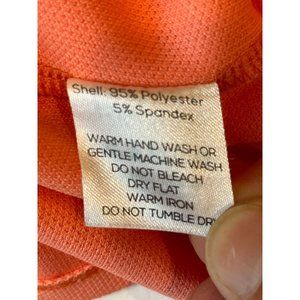 Shell: 95% Polyester
5% Spandex
WARM HAND WASH OR
GENTLE MACHINE WASH
DO NOT BLEACH
DRY FLAT
WARM IRON
DO NOT TUMBLE DRY